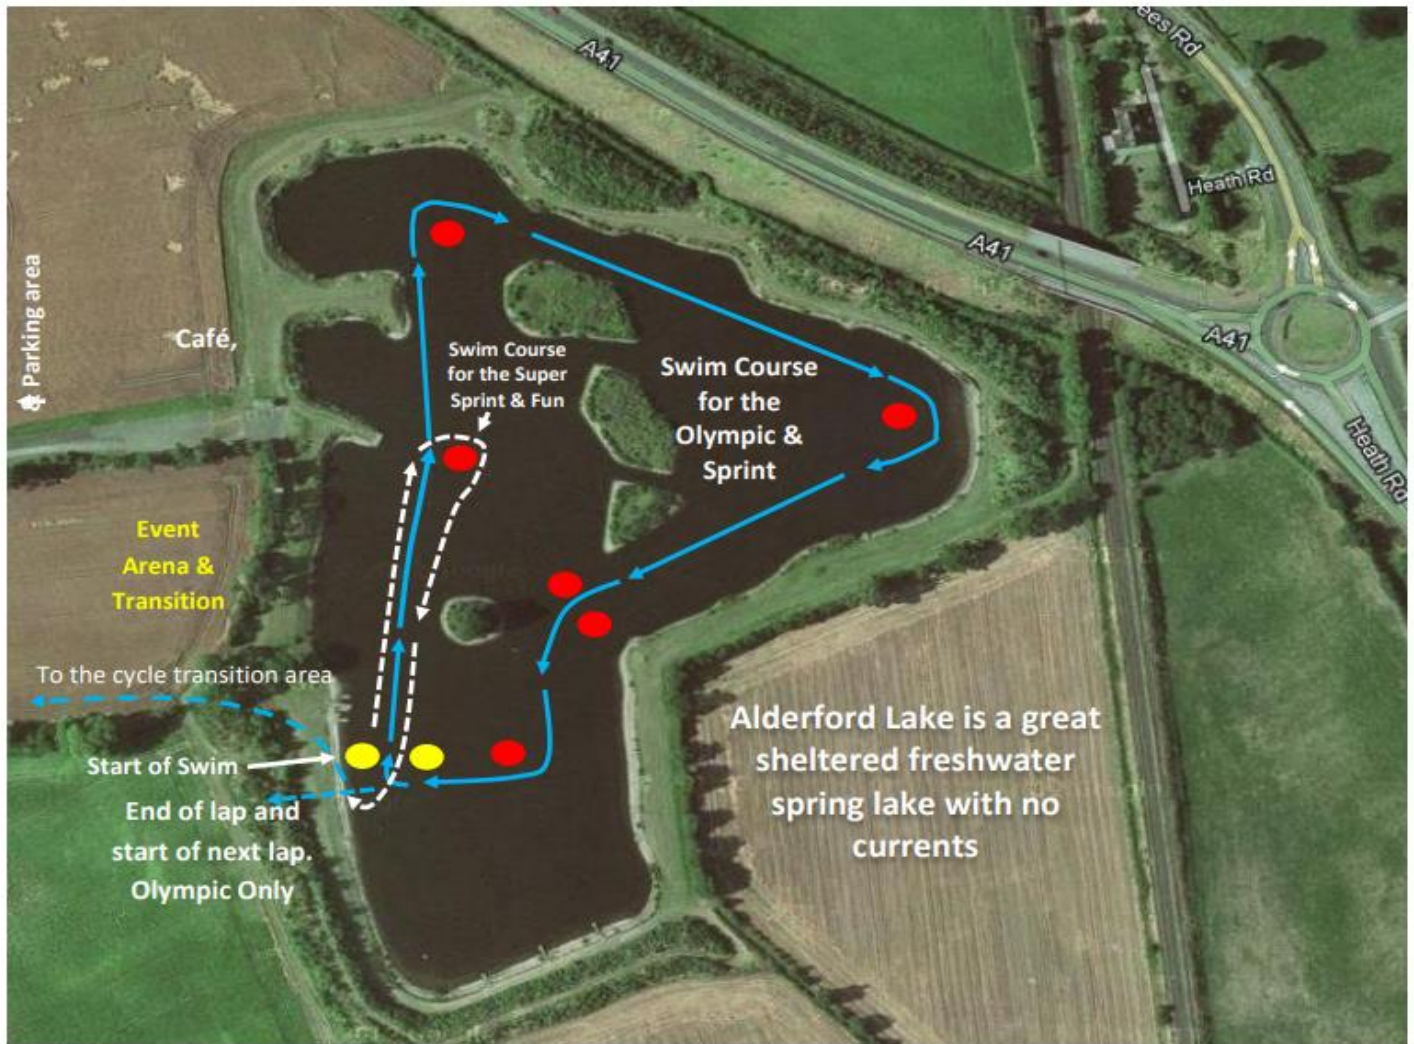 A41
ees Rd
Heath Rd
A41
A41
Heath Rd
& Parking area
Café,
Swim Course
for the Super
Sprint & Fun
Swim Course
for the
Olympic &
Sprint
Event
Arena &
Transition
To the cycle transition area
Start of Swim
End of lap and
start of next lap.
Olympic Only
Alderford Lake is a great
sheltered freshwater
spring lake with no
currents